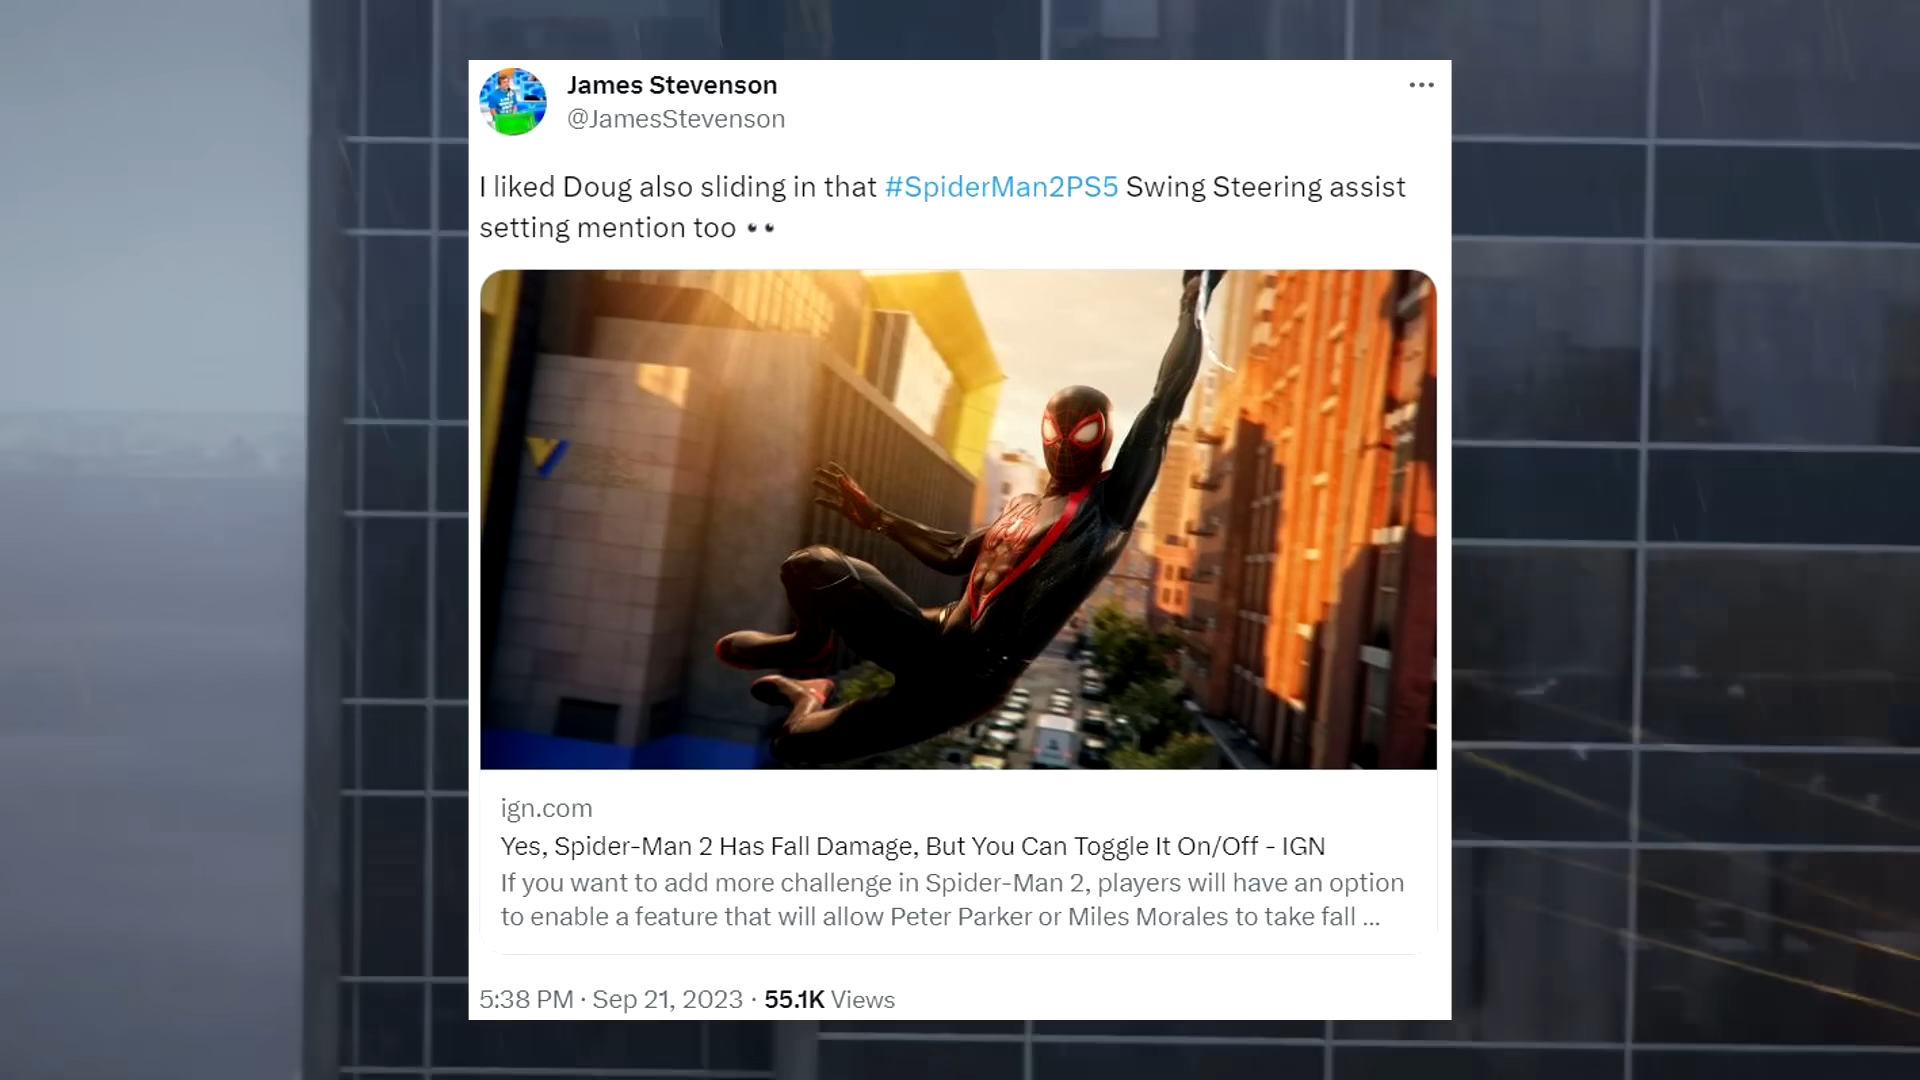 James Stevenson
@JamesStevenson
I liked Doug also sliding in that #SpiderMan2PS5 Swing Steering assist
setting mention too 👀
ign.com
Yes, Spider-Man 2 Has Fall Damage, But You Can Toggle It On/Off - IGN
If you want to add more challenge in Spider-Man 2, players will have an option
to enable a feature that will allow Peter Parker or Miles Morales to take fall ...
5:38 PM · Sep 21, 2023 · 55.1K Views